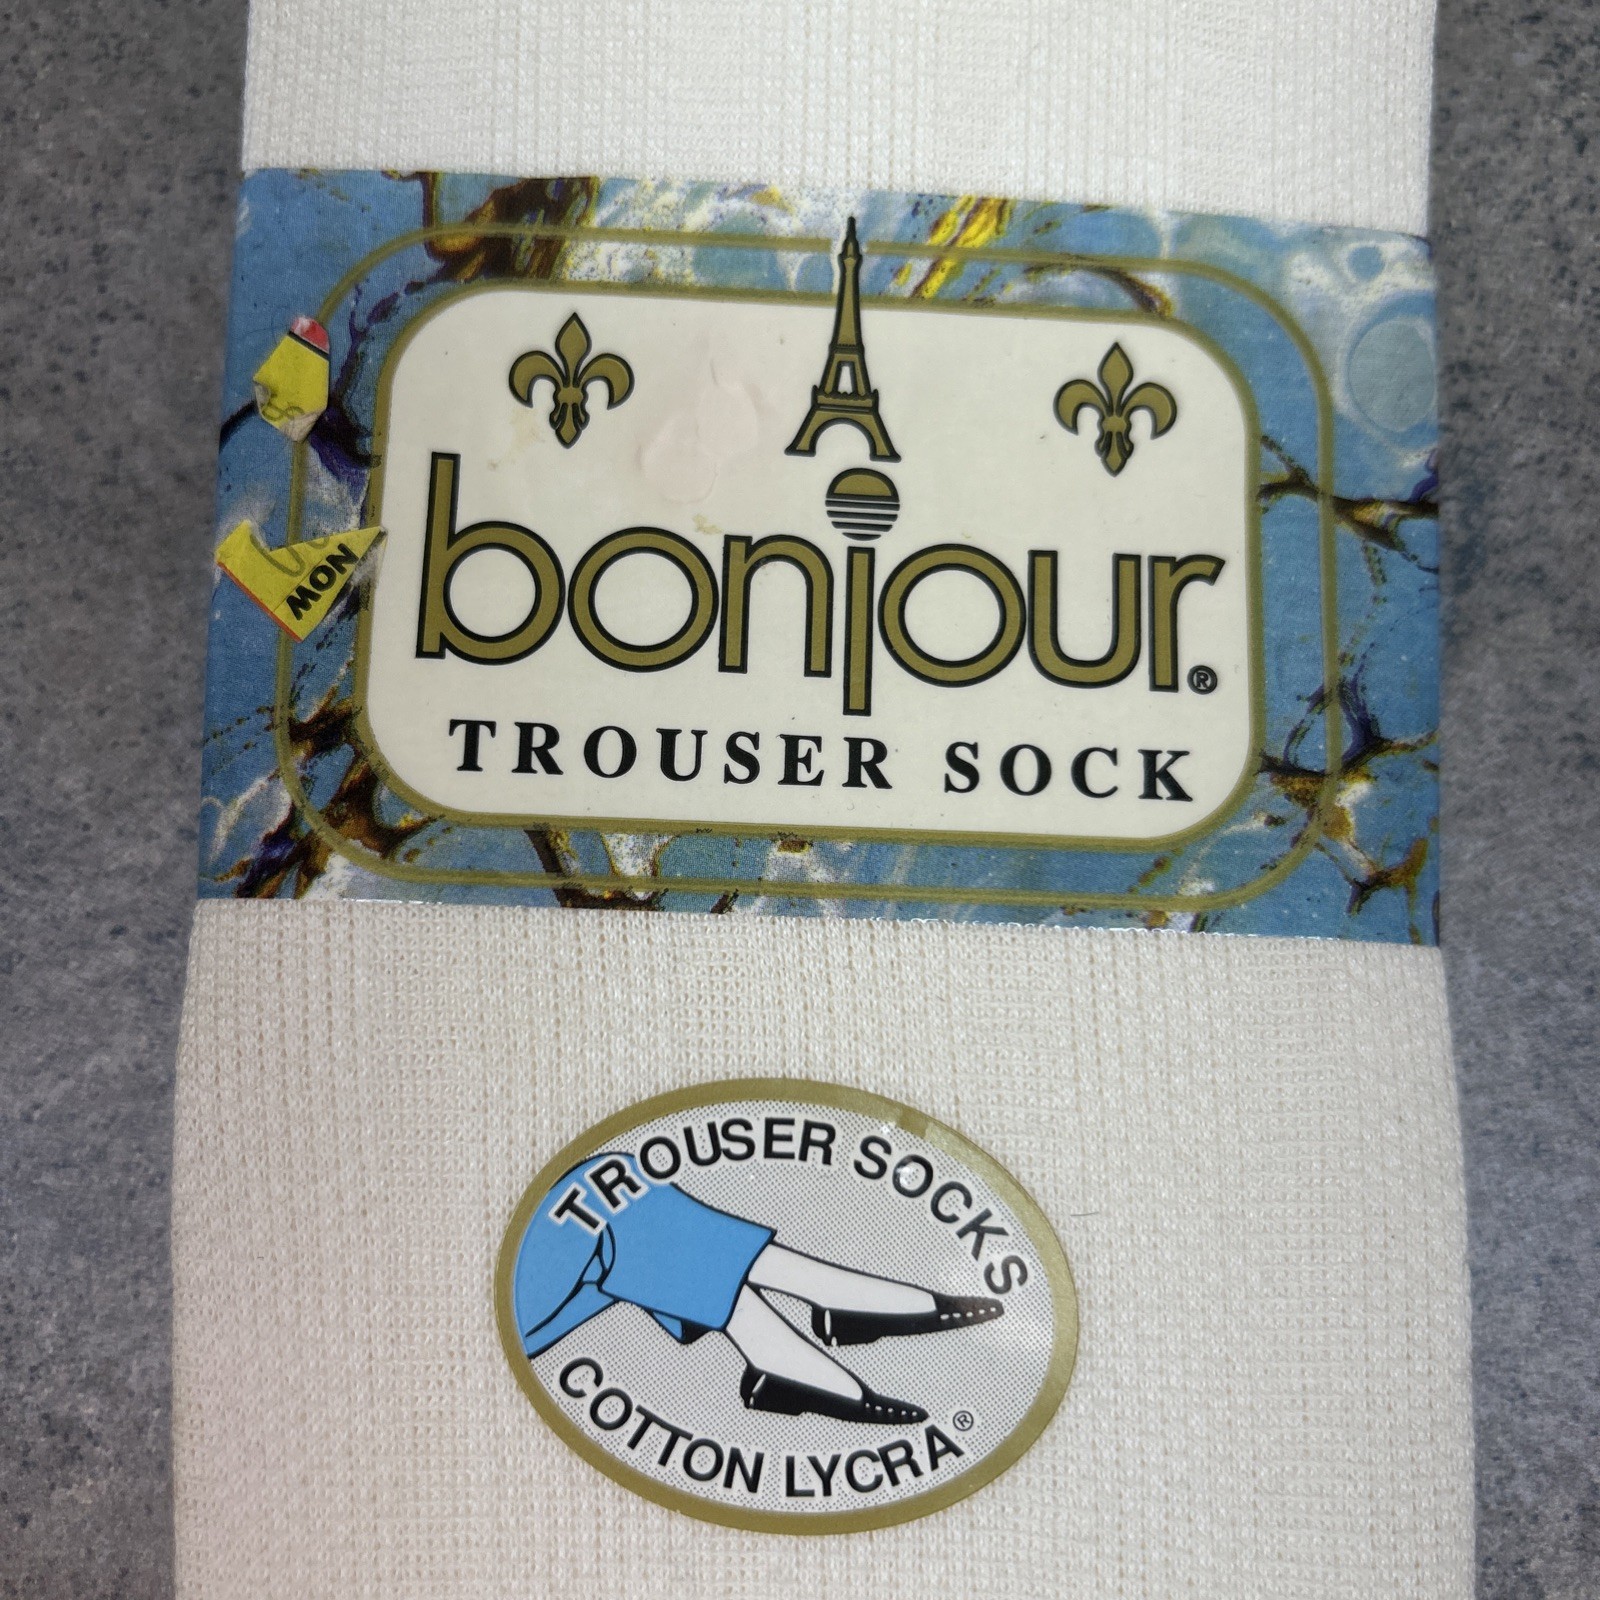 bonjour®
TROUSER SOCK
NOW
TROUSER SOCKS
COTTON LYCRA®